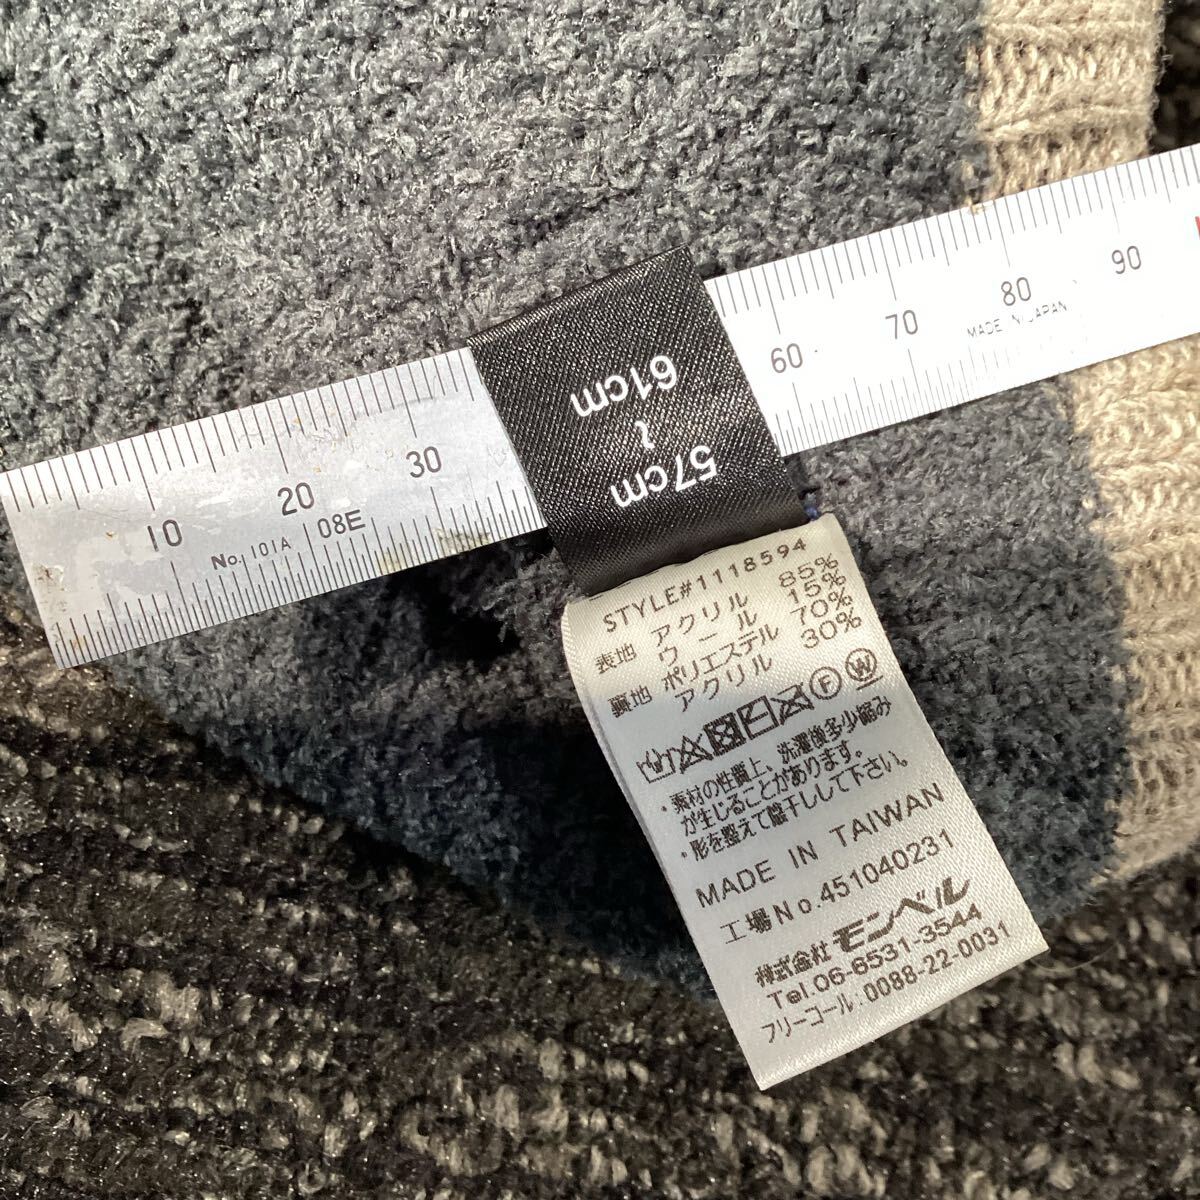 10 20 30 60 70 80 90
No. 101A 08E
MADE IN JAPAN
57cm
~
61cm
STYLE#1118594
表地 アクリル 85%
ウール 15%
裏地 ポリエステル 70%
アクリル 30%
F W
・素材の性質上、洗濯後多少縮み
が生じることがあります。
・形を整えて陰干しして下さい。
MADE IN TAIWAN
工場No.451040231
株式会社 モンベル
Tel.06-6531-3544
フリーコール:0088-22-0031